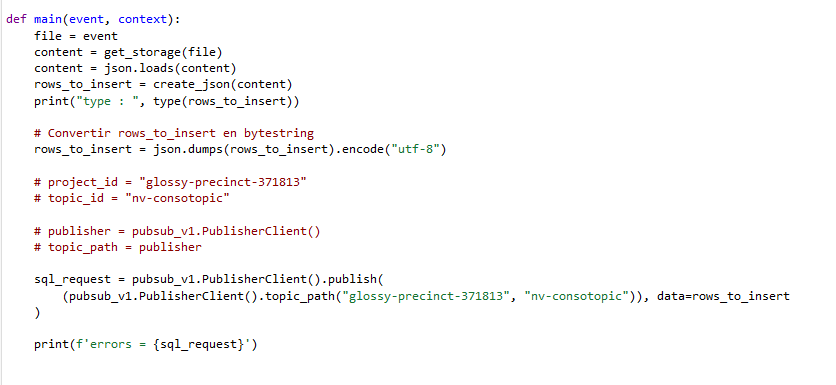 def main(event, context):
    file = event
    content = get_storage(file)
    content = json.loads(content)
    rows_to_insert = create_json(content)
    print("type : ", type(rows_to_insert))
    # Convertir rows_to_insert en bytestring
    rows_to_insert = json.dumps(rows_to_insert).encode("utf-8")
    # project_id = "glossy-precinct-371813"
    # topic_id = "nv-consotopic"
    # publisher = pubsub_v1.PublisherClient()
    # topic_path = publisher
    sql_request = pubsub_v1.PublisherClient().publish(
        (pubsub_v1.PublisherClient().topic_path("glossy-precinct-371813", "nv-consotopic")), data=rows_to_insert
    )
    print(f'errors = {sql_request}')